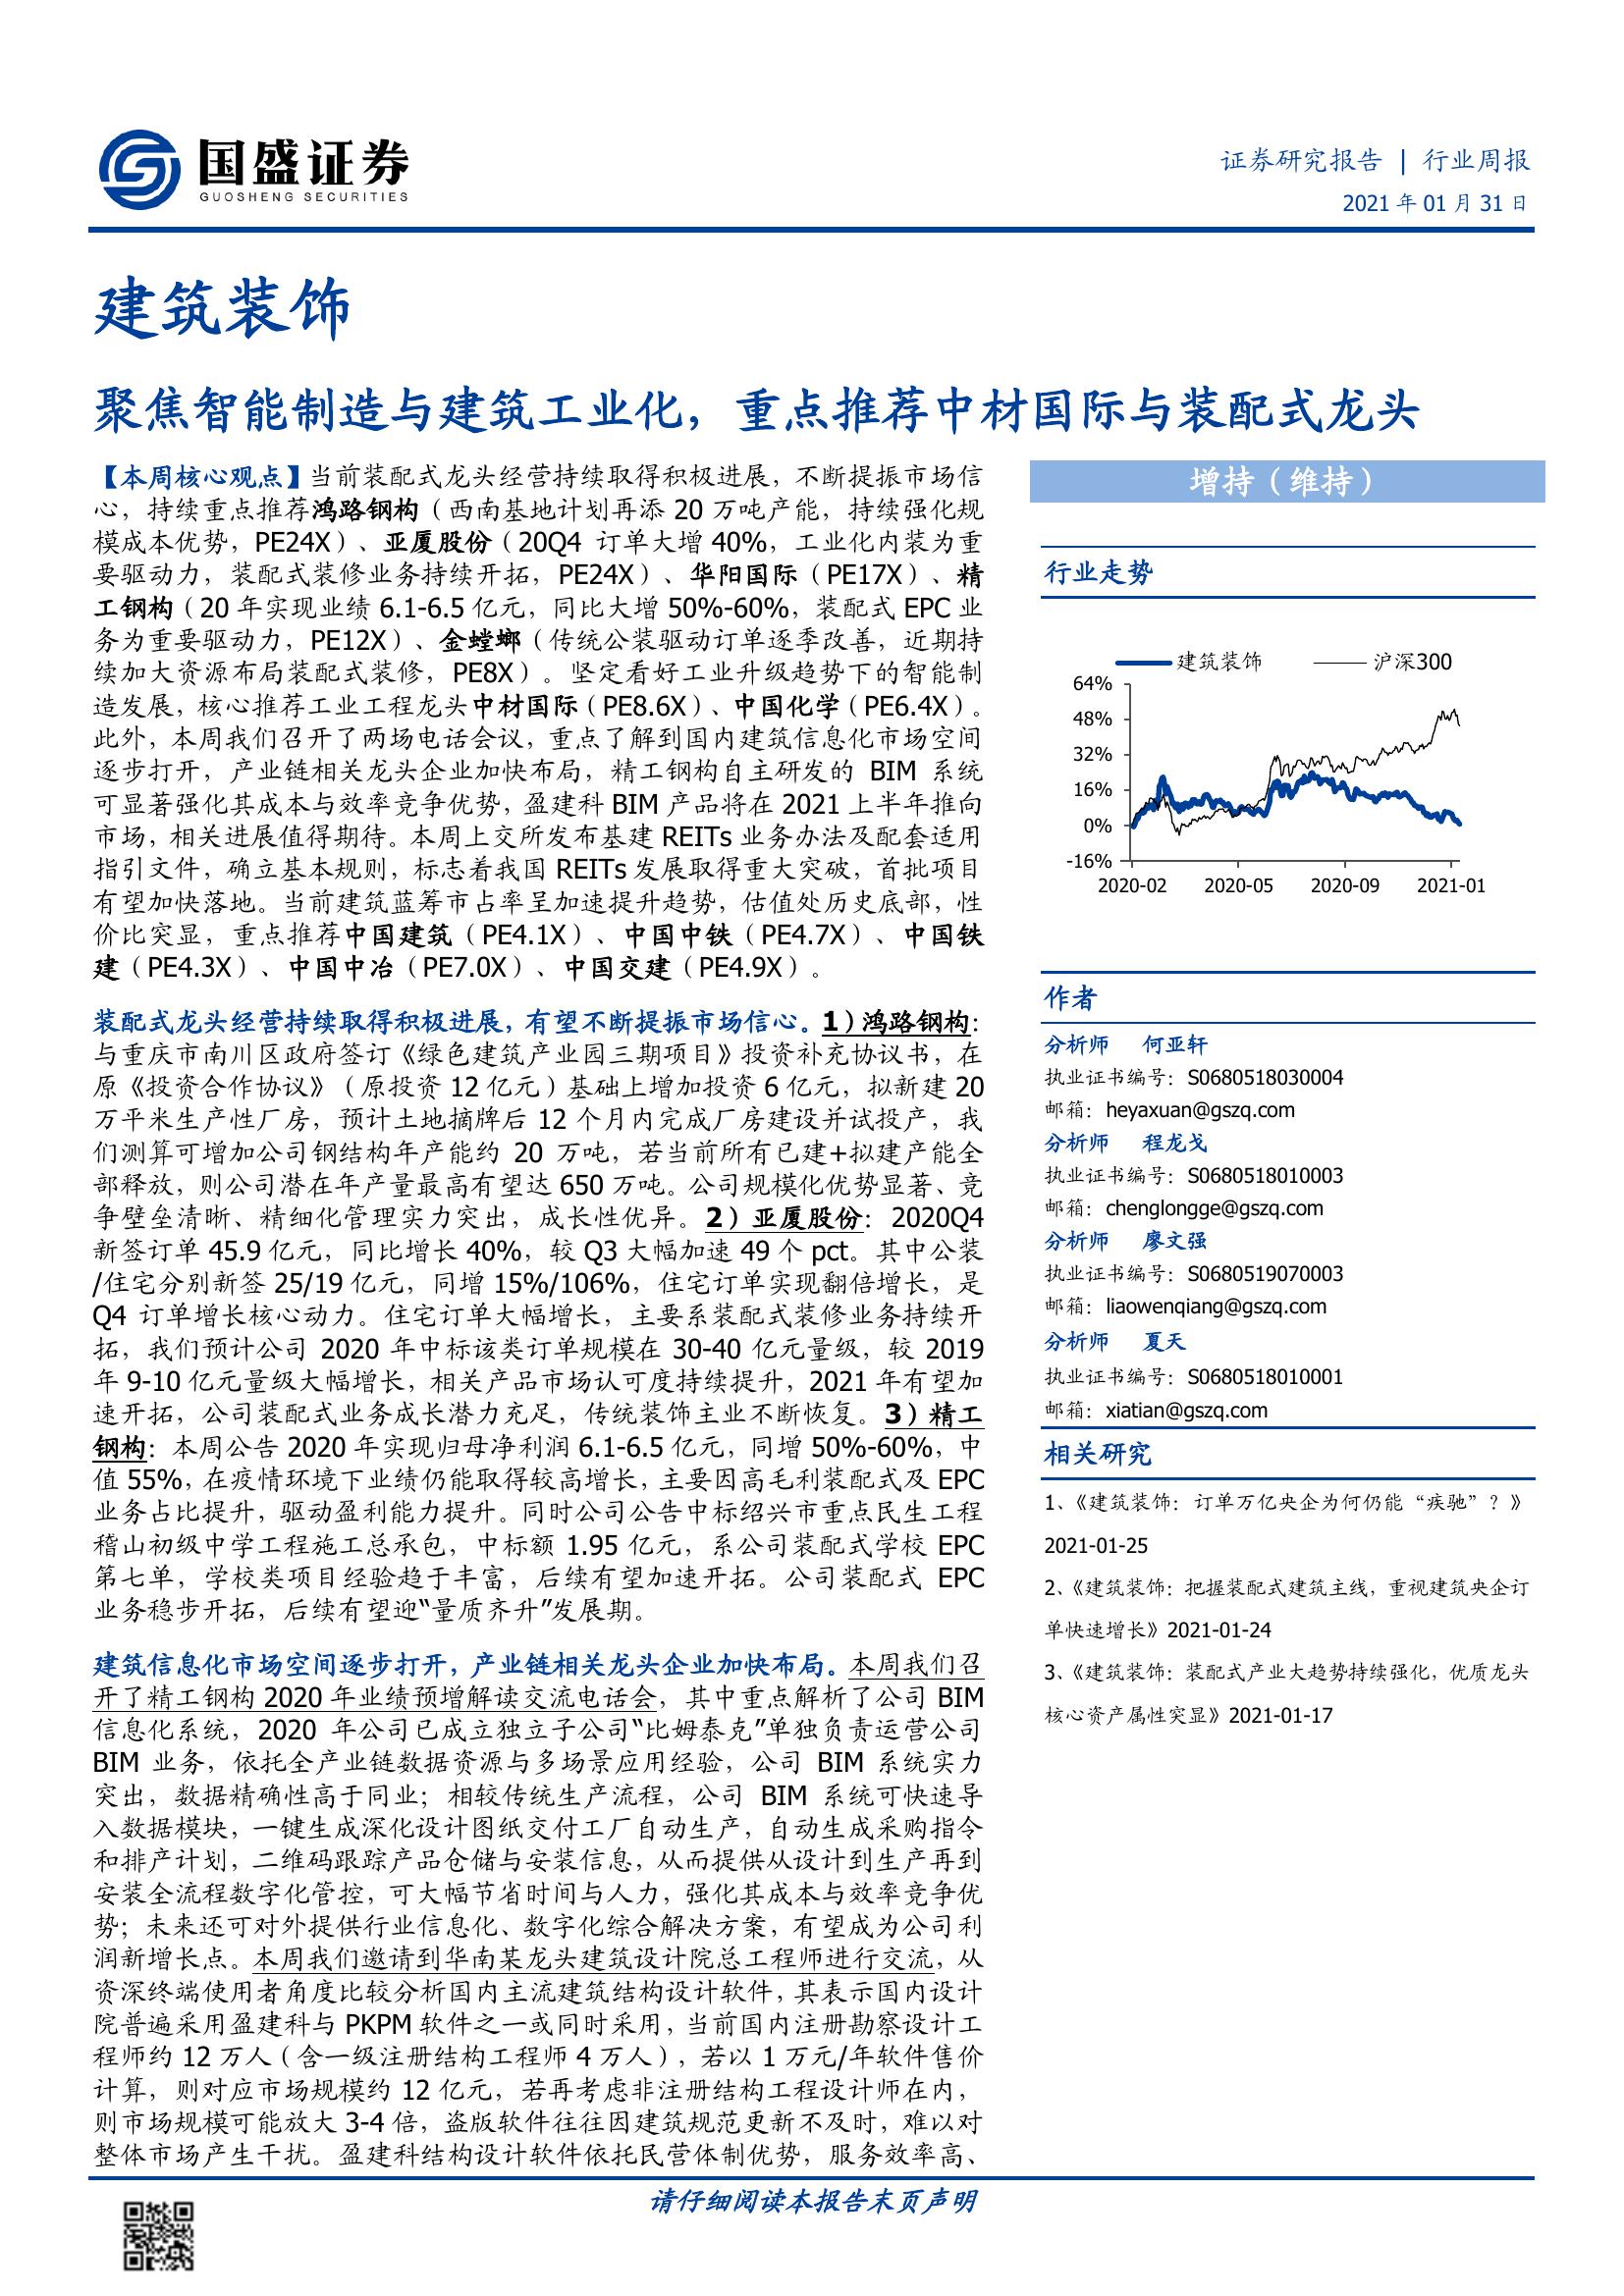 国盛证券
GUOSHENG SECURITIES
证券研究报告 | 行业周报
2021 年 01 月 31 日
建筑装饰
聚焦智能制造与建筑工业化，重点推荐中材国际与装配式龙头
【本周核心观点】当前装配式龙头经营持续取得积极进展，不断提振市场信
心，持续重点推荐鸿路钢构（西南基地计划再添 20 万吨产能，持续强化规
模成本优势，PE24X）、亚厦股份（20Q4 订单大增 40%，工业化内装为重
要驱动力，装配式装修业务持续开拓，PE24X）、华阳国际（PE17X）、精
工钢构（20 年实现业绩 6.1-6.5 亿元，同比大增 50%-60%，装配式 EPC 业
务为重要驱动力，PE12X）、金螳螂（传统公装驱动订单逐季改善，近期持
续加大资源布局装配式装修，PE8X）。坚定看好工业升级趋势下的智能制
造发展，核心推荐工业工程龙头中材国际（PE8.6X）、中国化学（PE6.4X）。
此外，本周我们召开了两场电话会议，重点了解到国内建筑信息化市场空间
逐步打开，产业链相关龙头企业加快布局，精工钢构自主研发的 BIM 系统
可显著强化其成本与效率竞争优势，盈建科 BIM 产品将在 2021 上半年推向
市场，相关进展值得期待。本周上交所发布基建 REITs 业务办法及配套适用
指引文件，确立基本规则，标志着我国 REITs 发展取得重大突破，首批项目
有望加快落地。当前建筑蓝筹市占率呈加速提升趋势，估值处历史底部，性
价比突显，重点推荐中国建筑（PE4.1X）、中国中铁（PE4.7X）、中国铁
建（PE4.3X）、中国中冶（PE7.0X）、中国交建（PE4.9X）。
装配式龙头经营持续取得积极进展，有望不断提振市场信心。1）鸿路钢构：
与重庆市南川区政府签订《绿色建筑产业园三期项目》投资补充协议书，在
原《投资合作协议》（原投资 12 亿元）基础上增加投资 6 亿元，拟新建 20
万平米生产性厂房，预计土地摘牌后 12 个月内完成厂房建设并试投产，我
们测算可增加公司钢结构年产能约 20 万吨，若当前所有已建+拟建产能全
部释放，则公司潜在年产量最高有望达 650 万吨。公司规模化优势显著、竞
争壁垒清晰、精细化管理实力突出，成长性优异。2）亚厦股份：2020Q4
新签订单 45.9 亿元，同比增长 40%，较 Q3 大幅加速 49 个 pct。其中公装
/住宅分别新签 25/19 亿元，同增 15%/106%，住宅订单实现翻倍增长，是
Q4 订单增长核心动力。住宅订单大幅增长，主要系装配式装修业务持续开
拓，我们预计公司 2020 年中标该类订单规模在 30-40 亿元量级，较 2019
年 9-10 亿元量级大幅增长，相关产品市场认可度持续提升，2021 年有望加
速开拓，公司装配式业务成长潜力充足，传统装饰主业不断恢复。3）精工
钢构：本周公告 2020 年实现归母净利润 6.1-6.5 亿元，同增 50%-60%，中
值 55%，在疫情环境下业绩仍能取得较高增长，主要因高毛利装配式及 EPC
业务占比提升，驱动盈利能力提升。同时公司公告中标绍兴市重点民生工程
稽山初级中学工程施工总承包，中标额 1.95 亿元，系公司装配式学校 EPC
第七单，学校类项目经验趋于丰富，后续有望加速开拓。公司装配式 EPC
业务稳步开拓，后续有望迎“量质齐升”发展期。
建筑信息化市场空间逐步打开，产业链相关龙头企业加快布局。本周我们召
开了精工钢构 2020 年业绩预增解读交流电话会，其中重点解析了公司 BIM
信息化系统，2020 年公司已成立独立子公司“比姆泰克”单独负责运营公司
BIM 业务，依托全产业链数据资源与多场景应用经验，公司 BIM 系统实力
突出，数据精确性高于同业；相较传统生产流程，公司 BIM 系统可快速导
入数据模块，一键生成深化设计图纸交付工厂自动生产，自动生成采购指令
和排产计划，二维码跟踪产品仓储与安装信息，从而提供从设计到生产再到
安装全流程数字化管控，可大幅节省时间与人力，强化其成本与效率竞争优
势；未来还可对外提供行业信息化、数字化综合解决方案，有望成为公司利
润新增长点。本周我们邀请到华南某龙头建筑设计院总工程师进行交流，从
资深终端使用者角度比较分析国内主流建筑结构设计软件，其表示国内设计
院普遍采用盈建科与 PKPM 软件之一或同时采用，当前国内注册勘察设计工
程师约 12 万人（含一级注册结构工程师 4 万人），若以 1 万元/年软件售价
计算，则对应市场规模约 12 亿元，若再考虑非注册结构工程设计师在内，
则市场规模可能放大 3-4 倍，盗版软件往往因建筑规范更新不及时，难以对
整体市场产生干扰。盈建科结构设计软件依托民营体制优势，服务效率高、
增持（维持）
行业走势
建筑装饰 沪深300
64%
48%
32%
16%
0%
-16%
2020-02 2020-05 2020-09 2021-01
作者
分析师 何亚轩
执业证书编号：S0680518030004
邮箱：heyaxuan@gszq.com
分析师 程龙戈
执业证书编号：S0680518010003
邮箱：chenglongge@gszq.com
分析师 廖文强
执业证书编号：S0680519070003
邮箱：liaowenqiang@gszq.com
分析师 夏天
执业证书编号：S0680518010001
邮箱：xiatian@gszq.com
相关研究
1、《建筑装饰：订单万亿央企为何仍能“疾驰”？》
2021-01-25
2、《建筑装饰：把握装配式建筑主线，重视建筑央企订
单快速增长》2021-01-24
3、《建筑装饰：装配式产业大趋势持续强化，优质龙头
核心资产属性突显》2021-01-17
请仔细阅读本报告末页声明